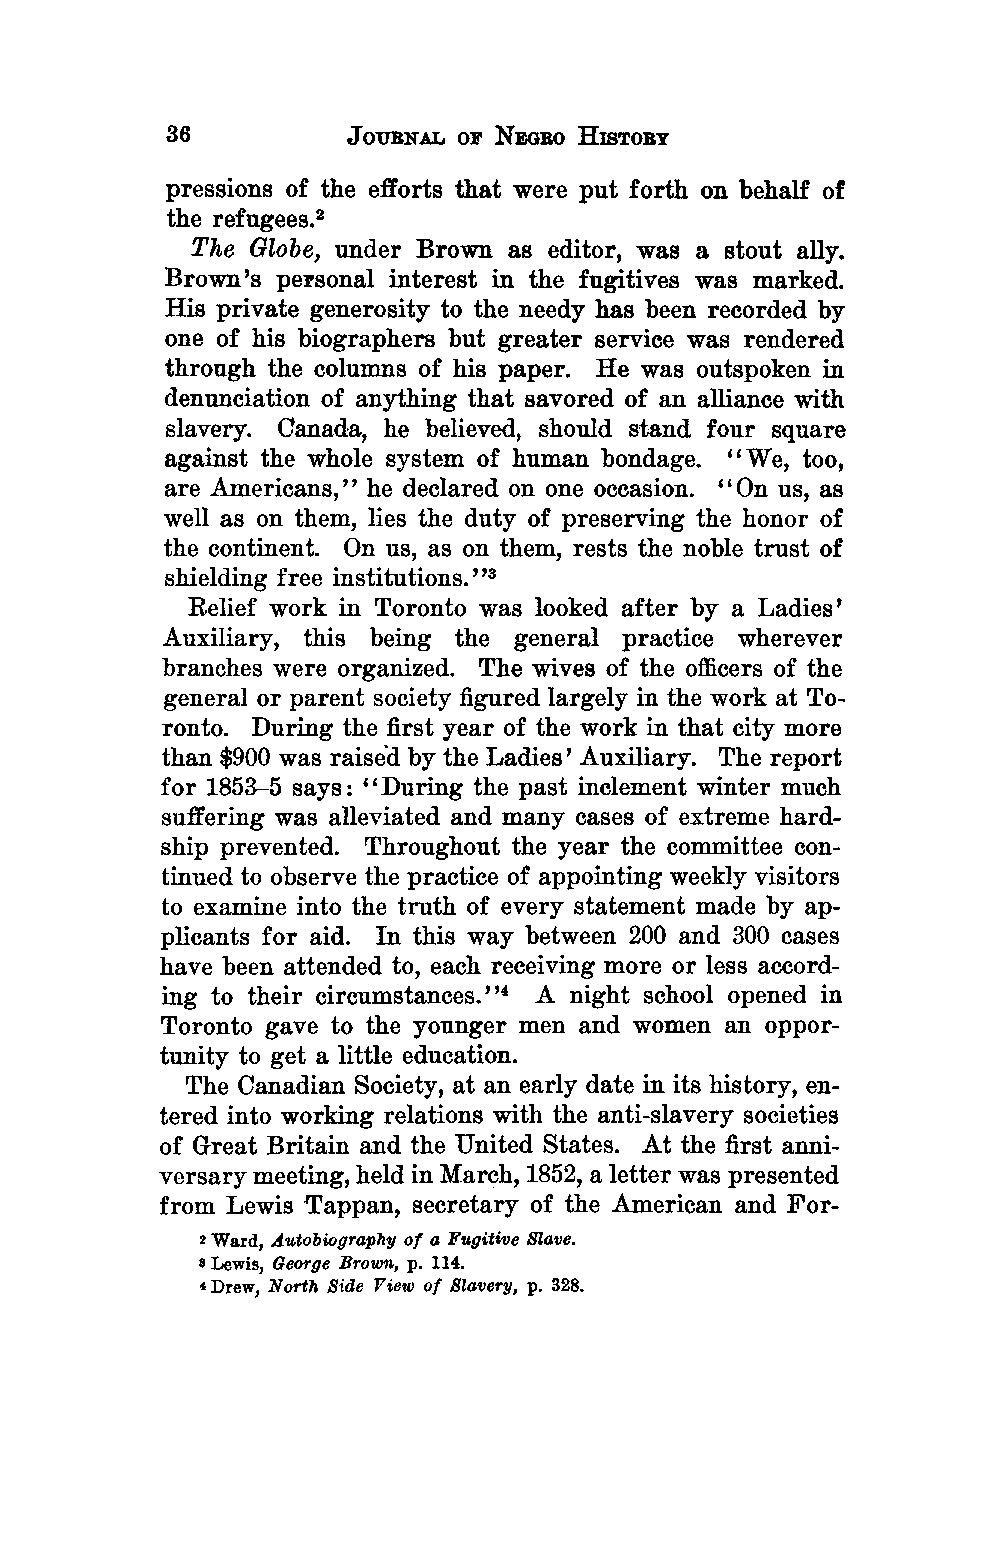 36 JOURNAL OF NEGRO HISTORY
pressions of the efforts that were put forth on behalf of
the refugees.²
The Globe, under Brown as editor, was a stout ally.
Brown's personal interest in the fugitives was marked.
His private generosity to the needy has been recorded by
one of his biographers but greater service was rendered
through the columns of his paper. He was outspoken in
denunciation of anything that savored of an alliance with
slavery. Canada, he believed, should stand four square
against the whole system of human bondage. "We, too,
are Americans," he declared on one occasion. "On us, as
well as on them, lies the duty of preserving the honor of
the continent. On us, as on them, rests the noble trust of
shielding free institutions."³
Relief work in Toronto was looked after by a Ladies'
Auxiliary, this being the general practice wherever
branches were organized. The wives of the officers of the
general or parent society figured largely in the work at To-
ronto. During the first year of the work in that city more
than $900 was raised by the Ladies' Auxiliary. The report
for 1853–5 says: "During the past inclement winter much
suffering was alleviated and many cases of extreme hard-
ship prevented. Throughout the year the committee con-
tinued to observe the practice of appointing weekly visitors
to examine into the truth of every statement made by ap-
plicants for aid. In this way between 200 and 300 cases
have been attended to, each receiving more or less accord-
ing to their circumstances."⁴ A night school opened in
Toronto gave to the younger men and women an oppor-
tunity to get a little education.
The Canadian Society, at an early date in its history, en-
tered into working relations with the anti-slavery societies
of Great Britain and the United States. At the first anni-
versary meeting, held in March, 1852, a letter was presented
from Lewis Tappan, secretary of the American and For-
² Ward, Autobiography of a Fugitive Slave.
³ Lewis, George Brown, p. 114.
⁴ Drew, North Side View of Slavery, p. 328.